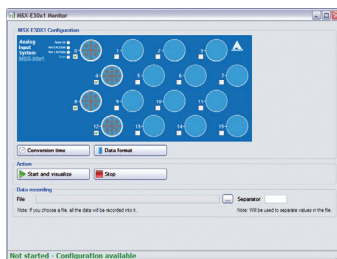 MSX-E30x1 Monitor
MSX-E30X1 Configuration
Analog
Input
System
MSX-E30x1
0 1 2 3
4 5 6 7
8 9 10 11
12 13 14 15
Conversion time Data format
Action
Start and visualize Stop
Data recording
File ... Separator
Note: If you choose a file, all the data will be recorded into it. Note: Will be used to separate values in the file.
Not started - Configuration available